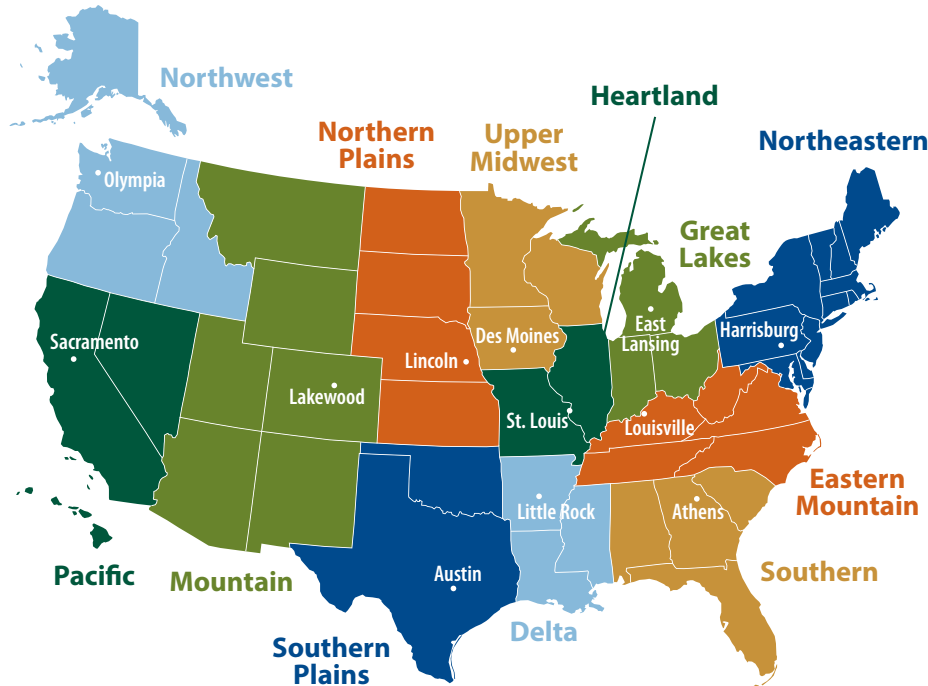 Northwest
Heartland
Northern
Plains
Upper
Midwest
Northeastern
Olympia
Great
Lakes
Sacramento
Des Moines
East
Lansing
Harrisburg
Lincoln
Lakewood
St. Louis
Louisville
Eastern
Mountain
Little Rock
Athens
Pacific
Mountain
Austin
Southern
Delta
Southern
Plains